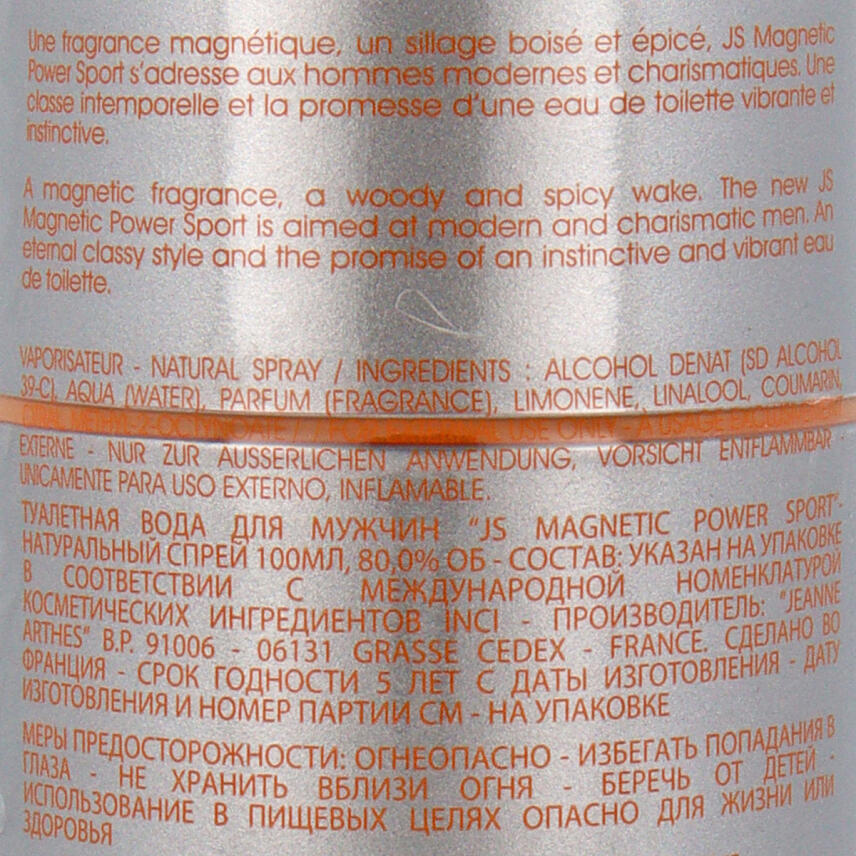 Une fragrance magnétique, un sillage boisé et épicé, JS Magnetic
Power Sport s'adresse aux hommes modernes et charismatiques. Une
classe intemporelle et la promesse d'une eau de toilette vibrante et
instinctive.
A magnetic fragrance, a woody and spicy wake. The new JS
Magnetic Power Sport is aimed at modern and charismatic men. An
eternal classy style and the promise of an instinctive and vibrant eau
de toilette.
VAPORISATEUR - NATURAL SPRAY / INGREDIENTS : ALCOHOL DENAT (SD ALCOHOL
39-C), AQUA (WATER), PARFUM (FRAGRANCE), LIMONENE, LINALOOL, COUMARIN,
USE ONLY - A USAGE
EXTERNE - NUR ZUR AUSSERLICHEN ANWENDUNG, VORSICHT ENTFLAMMBAR -
UNICAMENTE PARA USO EXTERNO, INFLAMABLE.
ТУАЛЕТНАЯ ВОДА ДЛЯ МУЖЧИН "JS MAGNETIC POWER SPORT"-
НАТУРАЛЬНЫЙ СПРЕЙ 100МЛ, 80,0% ОБ - СОСТАВ: УКАЗАН НА УПАКОВКЕ
В СООТВЕТСТВИИ С МЕЖДУНАРОДНОЙ НОМЕНКЛАТУРОЙ
КОСМЕТИЧЕСКИХ ИНГРЕДИЕНТОВ INCI - ПРОИЗВОДИТЕЛЬ: "JEANNE
ARTHES" B.P. 91006 - 06131 GRASSE CEDEX - FRANCE. СДЕЛАНО ВО
ФРАНЦИЯ - СРОК ГОДНОСТИ 5 ЛЕТ С ДАТЫ ИЗГОТОВЛЕНИЯ - ДАТУ
ИЗГОТОВЛЕНИЯ И НОМЕР ПАРТИИ СМ - НА УПАКОВКЕ
МЕРЫ ПРЕДОСТОРОЖНОСТИ: ОГНЕОПАСНО - ИЗБЕГАТЬ ПОПАДАНИЯ В
ГЛАЗА - НЕ ХРАНИТЬ ВБЛИЗИ ОГНЯ - БЕРЕЧЬ ОТ ДЕТЕЙ -
ИСПОЛЬЗОВАНИЕ В ПИЩЕВЫХ ЦЕЛЯХ ОПАСНО ДЛЯ ЖИЗНИ ИЛИ
ЗДОРОВЬЯ